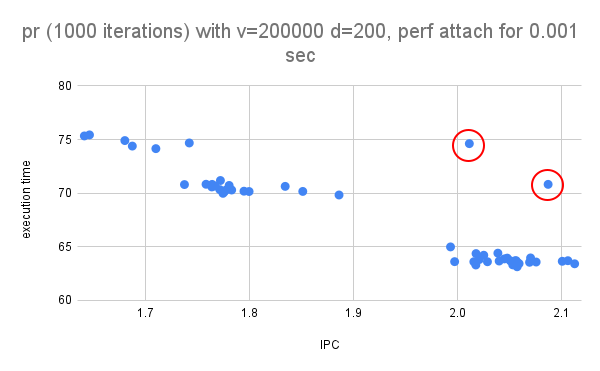 pr (1000 iterations) with v=200000 d=200, perf attach for 0.001
sec
80
75
70
65
60
execution time
1.7 1.8 1.9 2.0 2.1
IPC